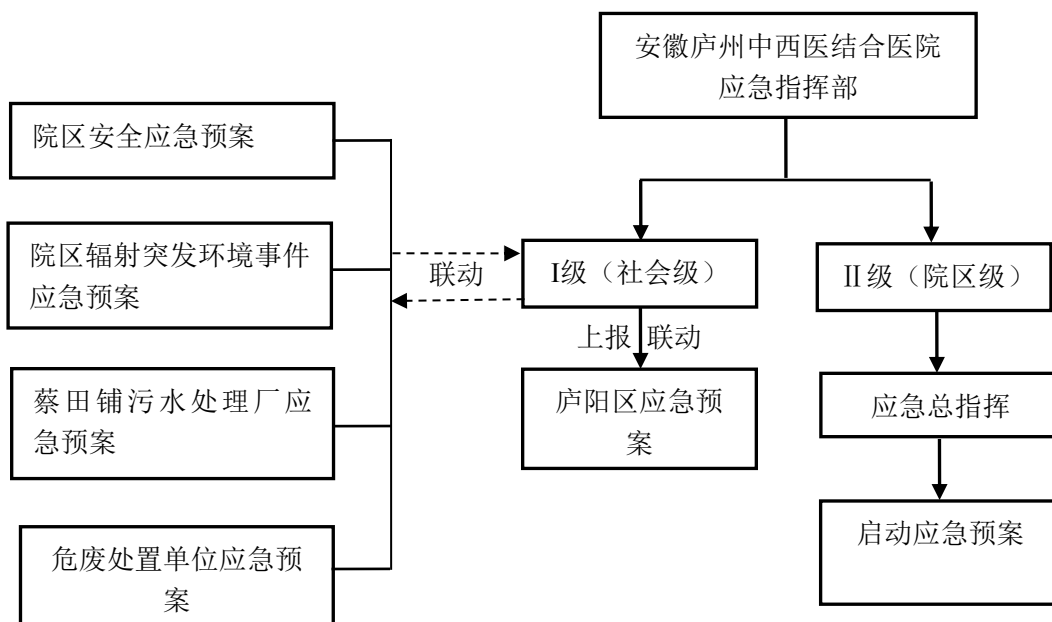 安徽庐州中西医结合医院
应急指挥部
院区安全应急预案
院区辐射突发环境事件
应急预案
联动
I级（社会级）
Ⅱ级（院区级）
上报 联动
蔡田铺污水处理厂应
急预案
庐阳区应急预
案
应急总指挥
危废处置单位应急预
案
启动应急预案